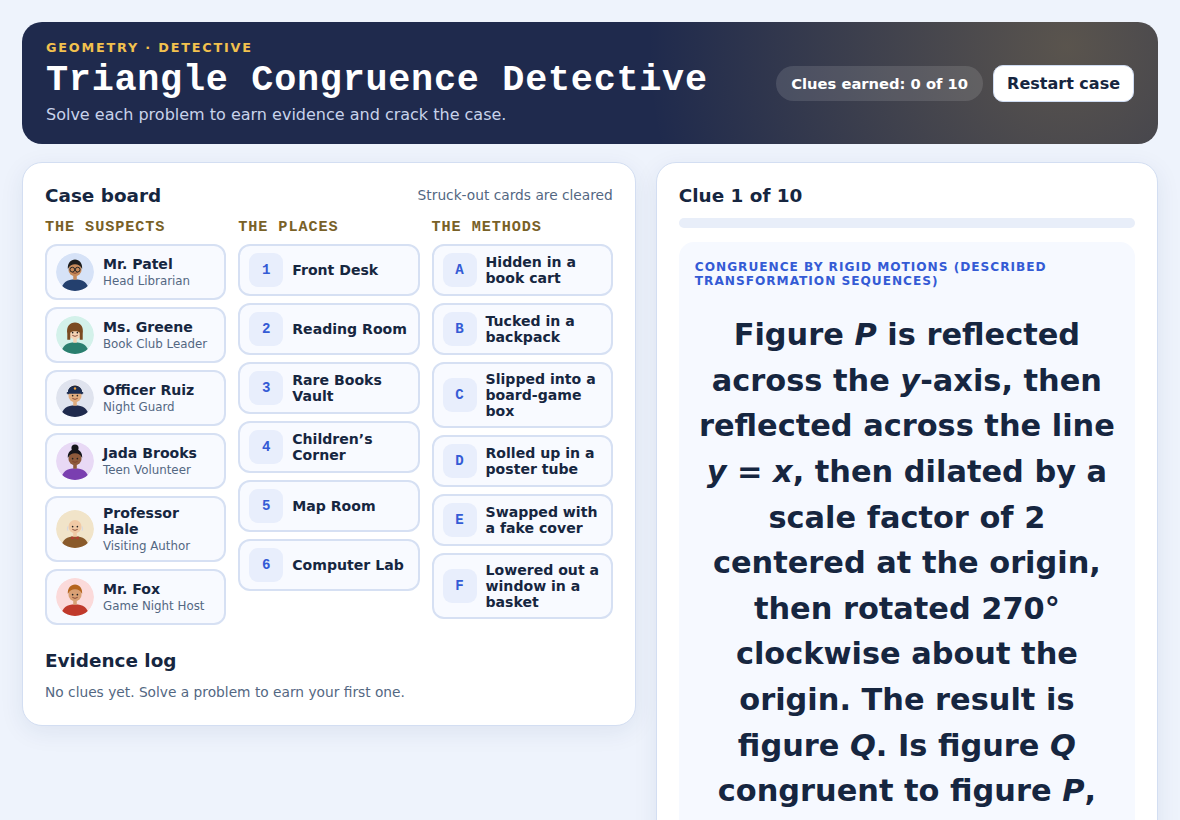 GEOMETRY · DETECTIVE
Triangle Congruence Detective
Solve each problem to earn evidence and crack the case.
Clues earned: 0 of 10
Restart case
Case board
Struck-out cards are cleared
THE SUSPECTS
Mr. Patel
Head Librarian
Ms. Greene
Book Club Leader
Officer Ruiz
Night Guard
Jada Brooks
Teen Volunteer
Professor
Hale
Visiting Author
Mr. Fox
Game Night Host
THE PLACES
1 Front Desk
2 Reading Room
3 Rare Books
Vault
4 Children’s
Corner
5 Map Room
6 Computer Lab
THE METHODS
A Hidden in a
book cart
B Tucked in a
backpack
C Slipped into a
board-game
box
D Rolled up in a
poster tube
E Swapped with
a fake cover
F Lowered out a
window in a
basket
Evidence log
No clues yet. Solve a problem to earn your first one.
Clue 1 of 10
CONGRUENCE BY RIGID MOTIONS (DESCRIBED
TRANSFORMATION SEQUENCES)
Figure P is reflected
across the y-axis, then
reflected across the line
y = x, then dilated by a
scale factor of 2
centered at the origin,
then rotated 270°
clockwise about the
origin. The result is
figure Q. Is figure Q
congruent to figure P,